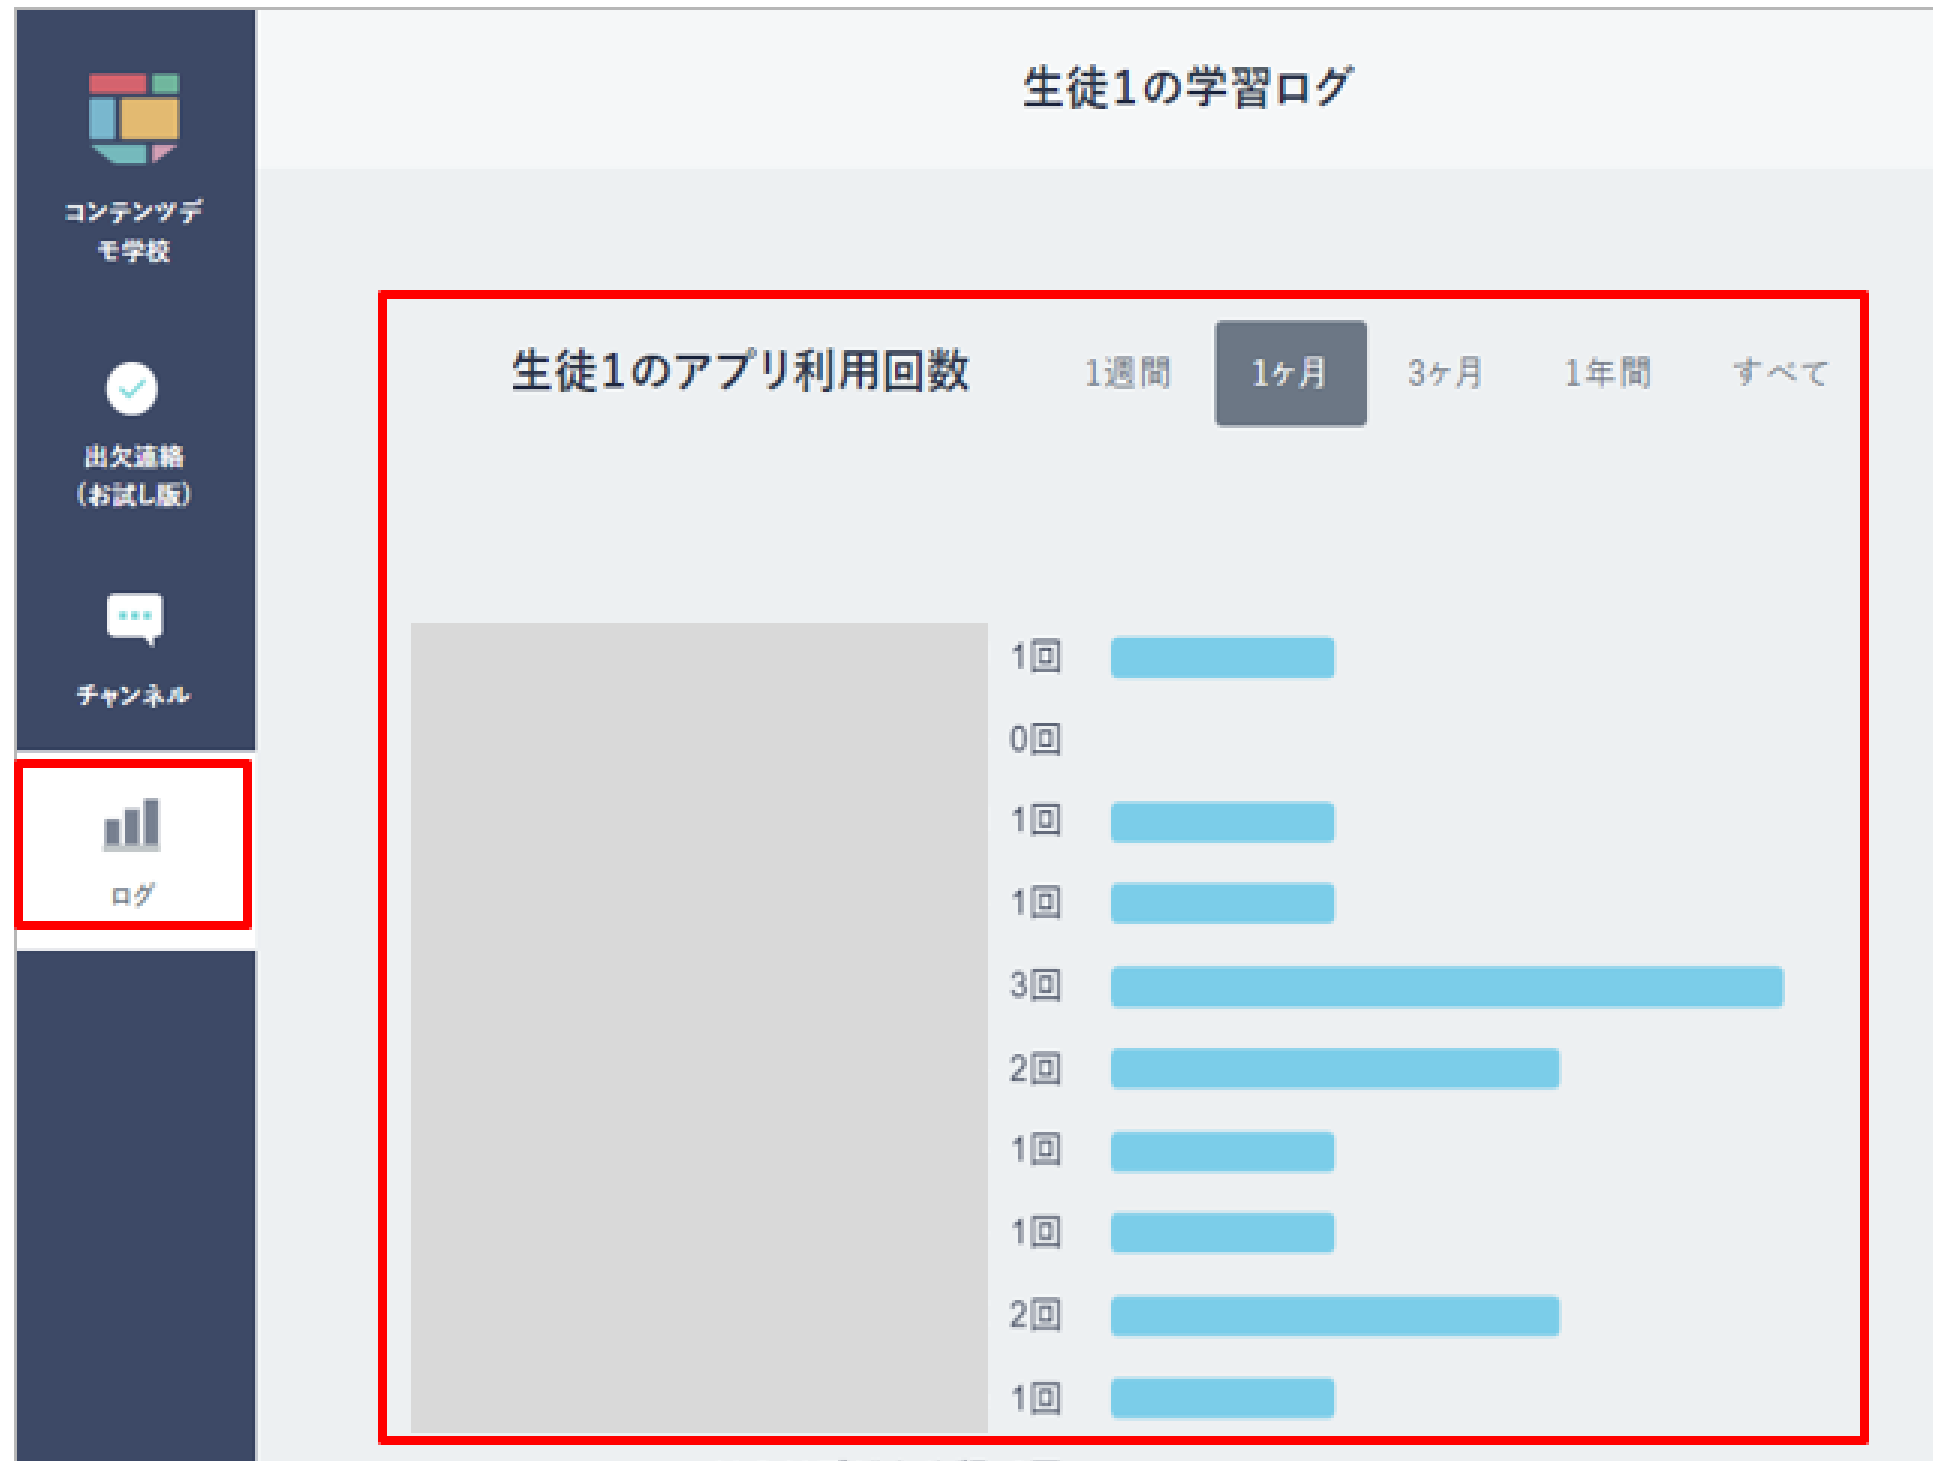 生徒1の学習ログ
コンテンツデ
モ学校
出欠連絡
（お試し版）
チャンネル
ログ
生徒1のアプリ利用回数
1週間 1ヶ月 3ヶ月 1年間 すべて
1回
0回
1回
1回
3回
2回
1回
1回
2回
1回